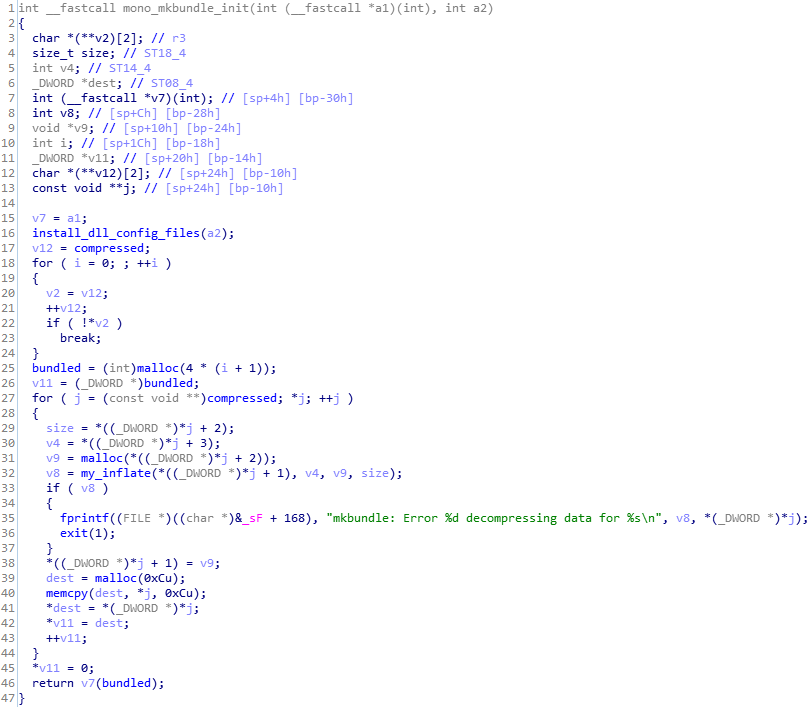 1 int __fastcall mono_mkbundle_init(int (__fastcall *a1)(int), int a2)
2 {
3   char *(**v2)[2]; // r3
4   size_t size; // ST18_4
5   int v4; // ST14_4
6   _DWORD *dest; // ST08_4
7   int (__fastcall *v7)(int); // [sp+4h] [bp-30h]
8   int v8; // [sp+Ch] [bp-28h]
9   void *v9; // [sp+10h] [bp-24h]
10   int i; // [sp+1Ch] [bp-18h]
11   _DWORD *v11; // [sp+20h] [bp-14h]
12   char *(**v12)[2]; // [sp+24h] [bp-10h]
13   const void **j; // [sp+24h] [bp-10h]
14
15   v7 = a1;
16   install_dll_config_files(a2);
17   v12 = compressed;
18   for ( i = 0; ; ++i )
19   {
20     v2 = v12;
21     ++v12;
22     if ( !*v2 )
23       break;
24   }
25   bundled = (int)malloc(4 * (i + 1));
26   v11 = (_DWORD *)bundled;
27   for ( j = (const void **)compressed; *j; ++j )
28   {
29     size = *((_DWORD *)*j + 2);
30     v4 = *((_DWORD *)*j + 3);
31     v9 = malloc(*((_DWORD *)*j + 2));
32     v8 = my_inflate(*((_DWORD *)*j + 1), v4, v9, size);
33     if ( v8 )
34     {
35       fprintf((FILE *)((char *)&_sF + 168), "mkbundle: Error %d decompressing data for %s\n", v8, *(_DWORD *)*j);
36       exit(1);
37     }
38     *((_DWORD *)*j + 1) = v9;
39     dest = malloc(0xCu);
40     memcpy(dest, *j, 0xCu);
41     *dest = *(_DWORD *)*j;
42     *v11 = dest;
43     ++v11;
44   }
45   *v11 = 0;
46   return v7(bundled);
47 }